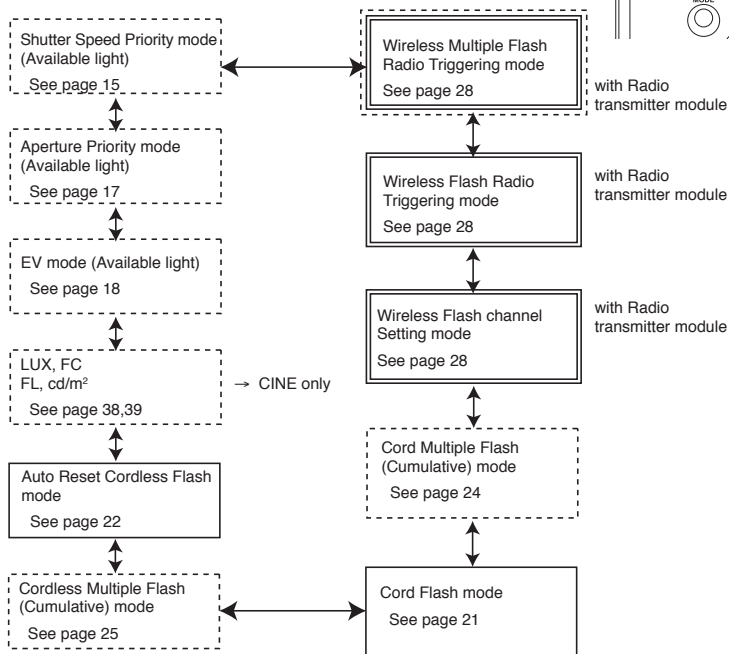 MODE
Shutter Speed Priority mode
(Available light)
See page 15
Aperture Priority mode
(Available light)
See page 17
EV mode (Available light)
See page 18
LUX, FC
FL, cd/m²
See page 38,39
→ CINE only
Auto Reset Cordless Flash
mode
See page 22
Cordless Multiple Flash
(Cumulative) mode
See page 25
Wireless Multiple Flash
Radio Triggering mode
See page 28
with Radio
transmitter module
Wireless Flash Radio
Triggering mode
See page 28
with Radio
transmitter module
Wireless Flash channel
Setting mode
See page 28
with Radio
transmitter module
Cord Multiple Flash
(Cumulative) mode
See page 24
Cord Flash mode
See page 21